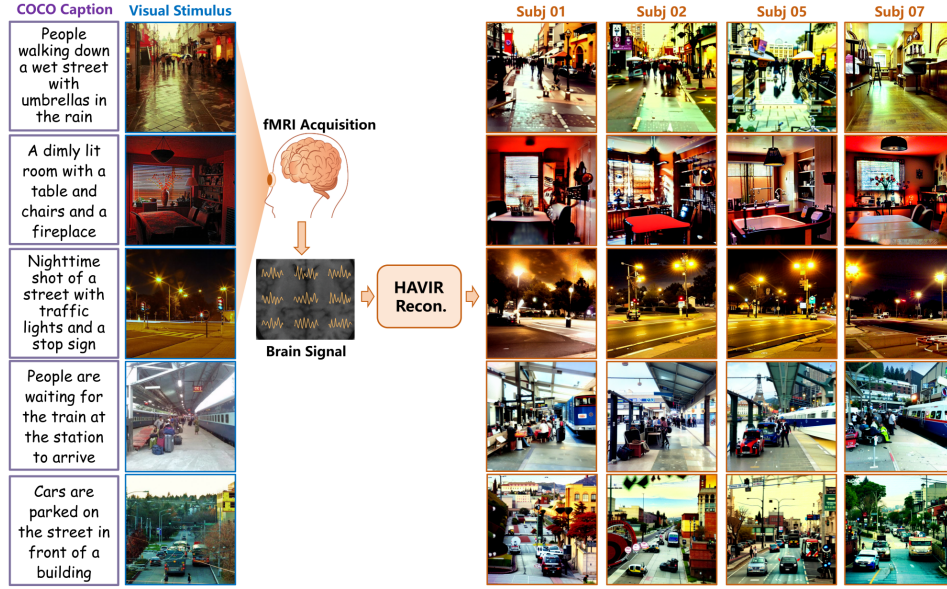 COCO Caption
Visual Stimulus
Subj 01
Subj 02
Subj 05
Subj 07
People
walking down
a wet street
with
umbrellas in
the rain
fMRI Acquisition
A dimly lit
room with a
table and
chairs and a
fireplace
Nighttime
shot of a
street with
traffic
lights and a
stop sign
HAVIR
Recon.
Brain Signal
People are
waiting for
the train at
the station
to arrive
Cars are
parked on
the street in
front of a
building